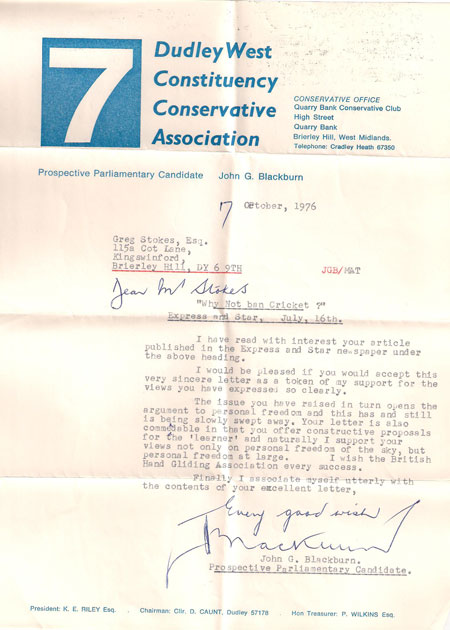 7
Dudley West
Constituency
Conservative
Association
CONSERVATIVE OFFICE
Quarry Bank Conservative Club
High Street
Quarry Bank
Brierley Hill, West Midlands.
Telephone: Cradley Heath 67350
Prospective Parliamentary Candidate John G. Blackburn
7 October, 1976
Greg Stokes, Esq.
115a Cot Lane,
Kingswinford,
Brierley Hill, DY 6 9TH JGB/MAT
Dear Mr Stokes
"Why Not ban Cricket ?"
Express and Star, July, 16th.
I have read with interest your article
published in the Express and Star newspaper under
the above heading.
I would be pleased if you would accept this
very sincere letter as a token of my support for the
views you have expressed so clearly.
The issue you have raised in turn opens the
argument to personal freedom and this has and still
is being slowly swept away. Your letter is also
commedable in that you offer constructive proposals
for the 'learner' and naturally I support your
views not only on personal freedom of the sky, but
personal freedom at large. I wish the British
Hand Gliding Association every success.
Finally I associate myself utterly with
the contents of your excellent letter,
Every good wish
J Blackburn
John G. Blackburn.
Prospective Parliamentary Candidate.
President: K. E. RILEY Esq. . Chairman: Cllr. D. CAUNT, Dudley 57178 . Hon Treasurer: P. WILKINS Esq.